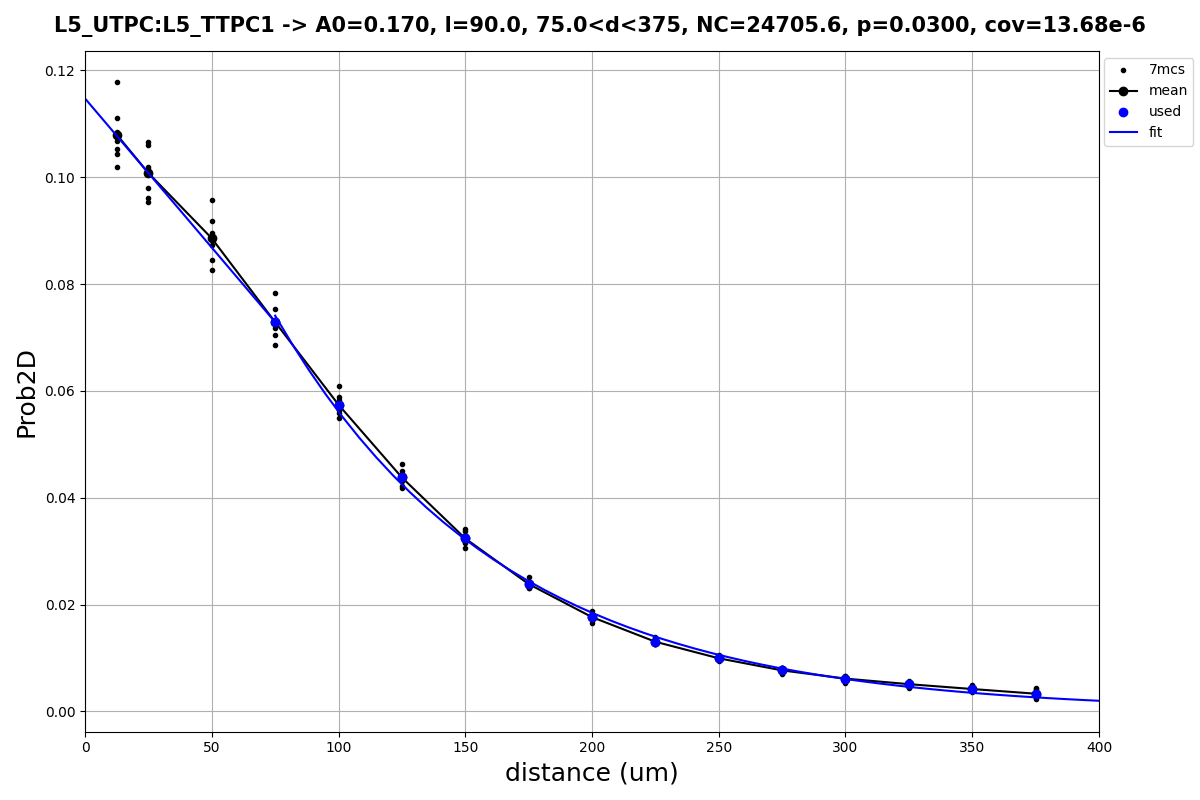 L5_UTPC:L5_TTPC1 -> A0=0.170, l=90.0, 75.0<d<375, NC=24705.6, p=0.0300, cov=13.68e-6
0.12
0.10
0.08
0.06
0.04
0.02
0.00
Prob2D
0 50 100 150 200 250 300 350 400
distance (um)
7mcs
mean
used
fit